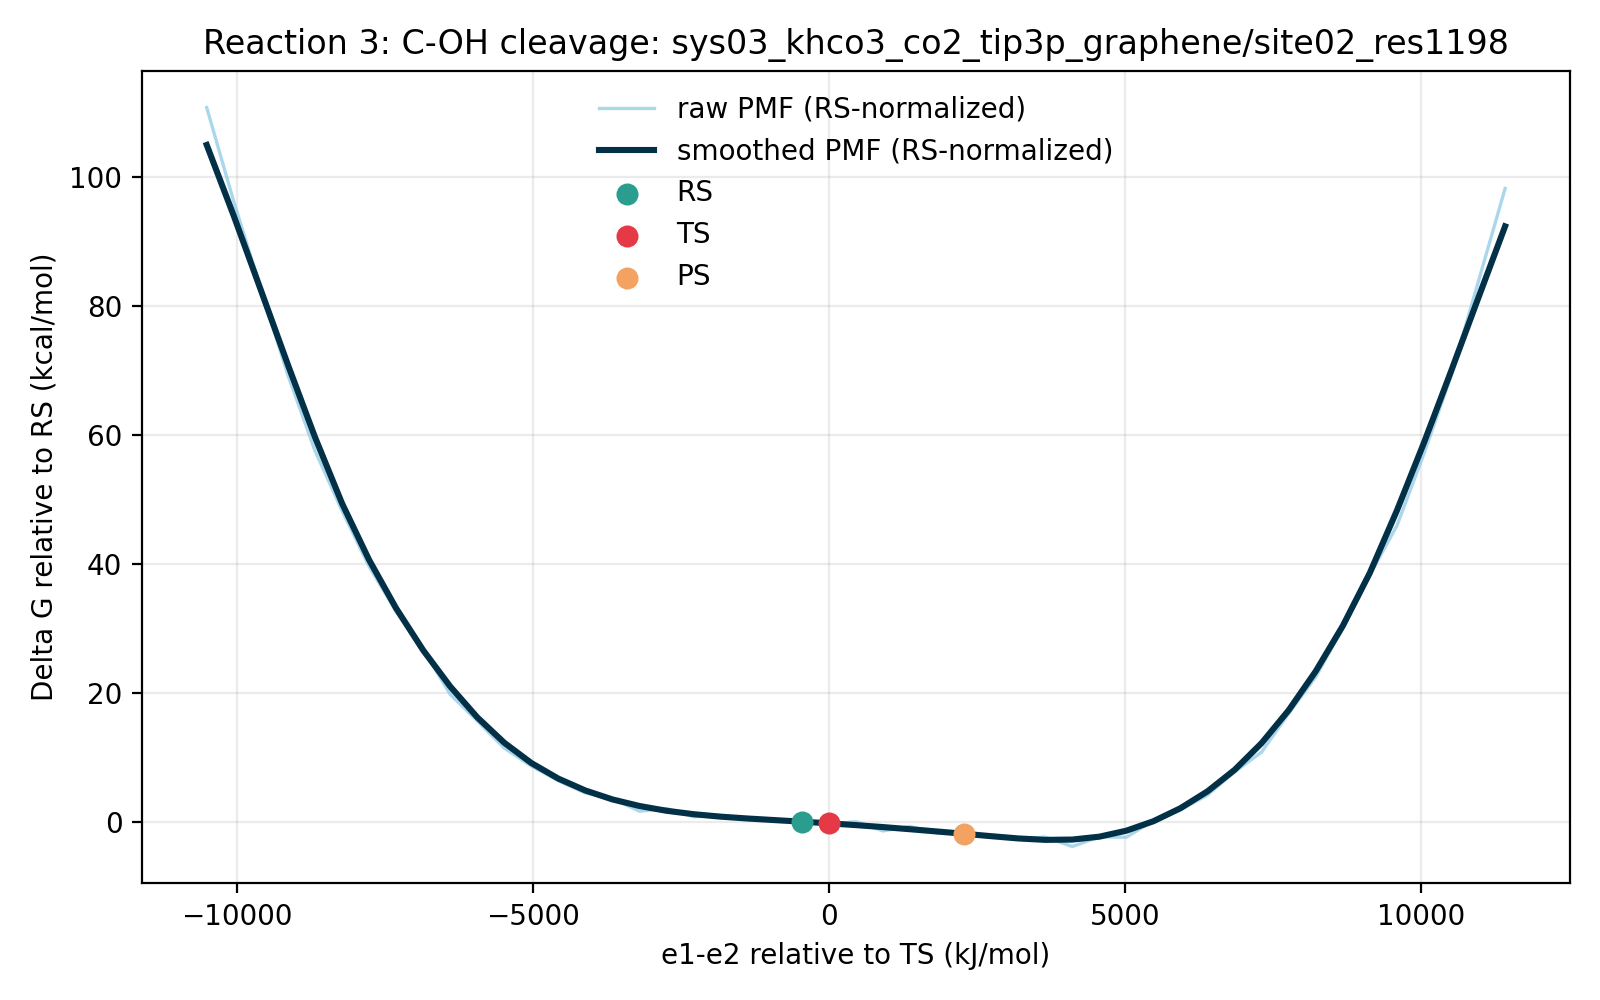 Reaction 3: C-OH cleavage: sys03_khco3_co2_tip3p_graphene/site02_res1198
raw PMF (RS-normalized)
smoothed PMF (RS-normalized)
RS
TS
PS
Delta G relative to RS (kcal/mol)
100
80
60
40
20
0
−10000
−5000
0
5000
10000
e1-e2 relative to TS (kJ/mol)